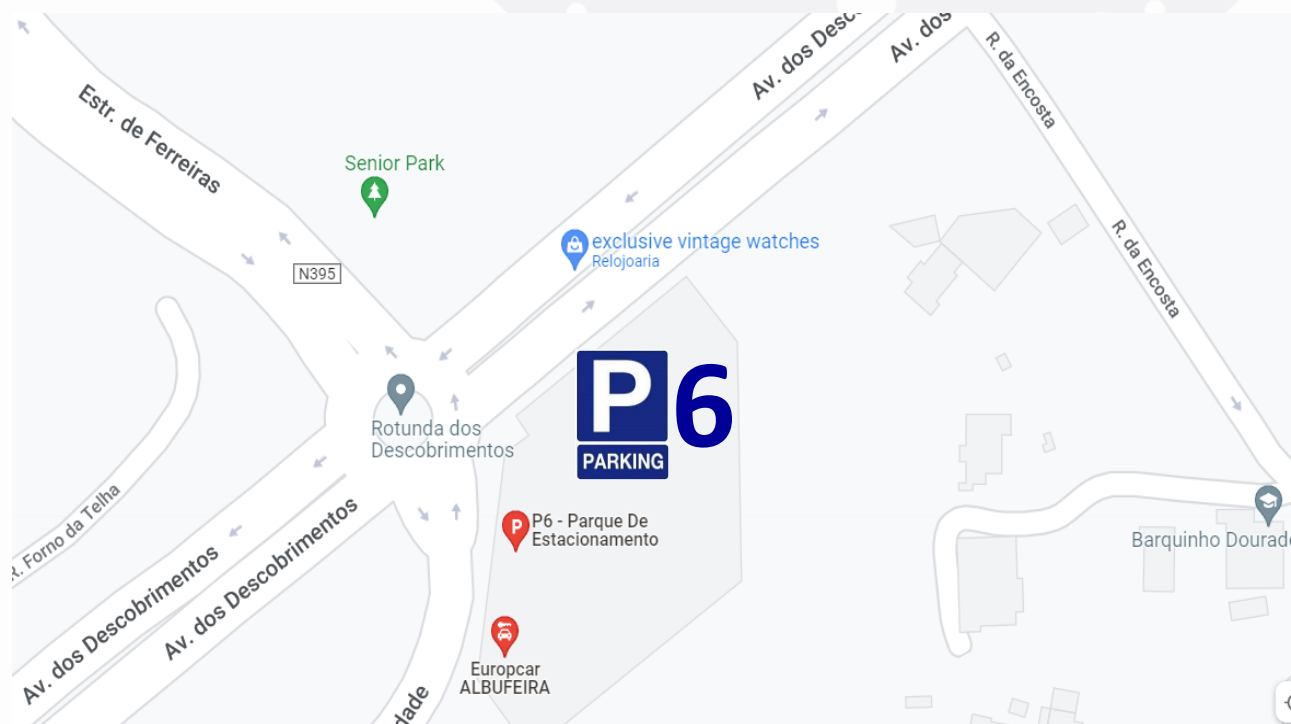 Av. dos Desc
Av. dos
R. da Encosta
Estr. de Ferreiras
Senior Park
exclusive vintage watches
Relojoaria
R. da Encosta
N395
P
6
PARKING
Rotunda dos
Descobrimentos
R. Forno da Telha
P
P6 - Parque De
Estacionamento
Av. dos Descobrimentos
Av. dos Descobrimentos
Barquinho Dourad
Europcar
ALBUFEIRA
dade